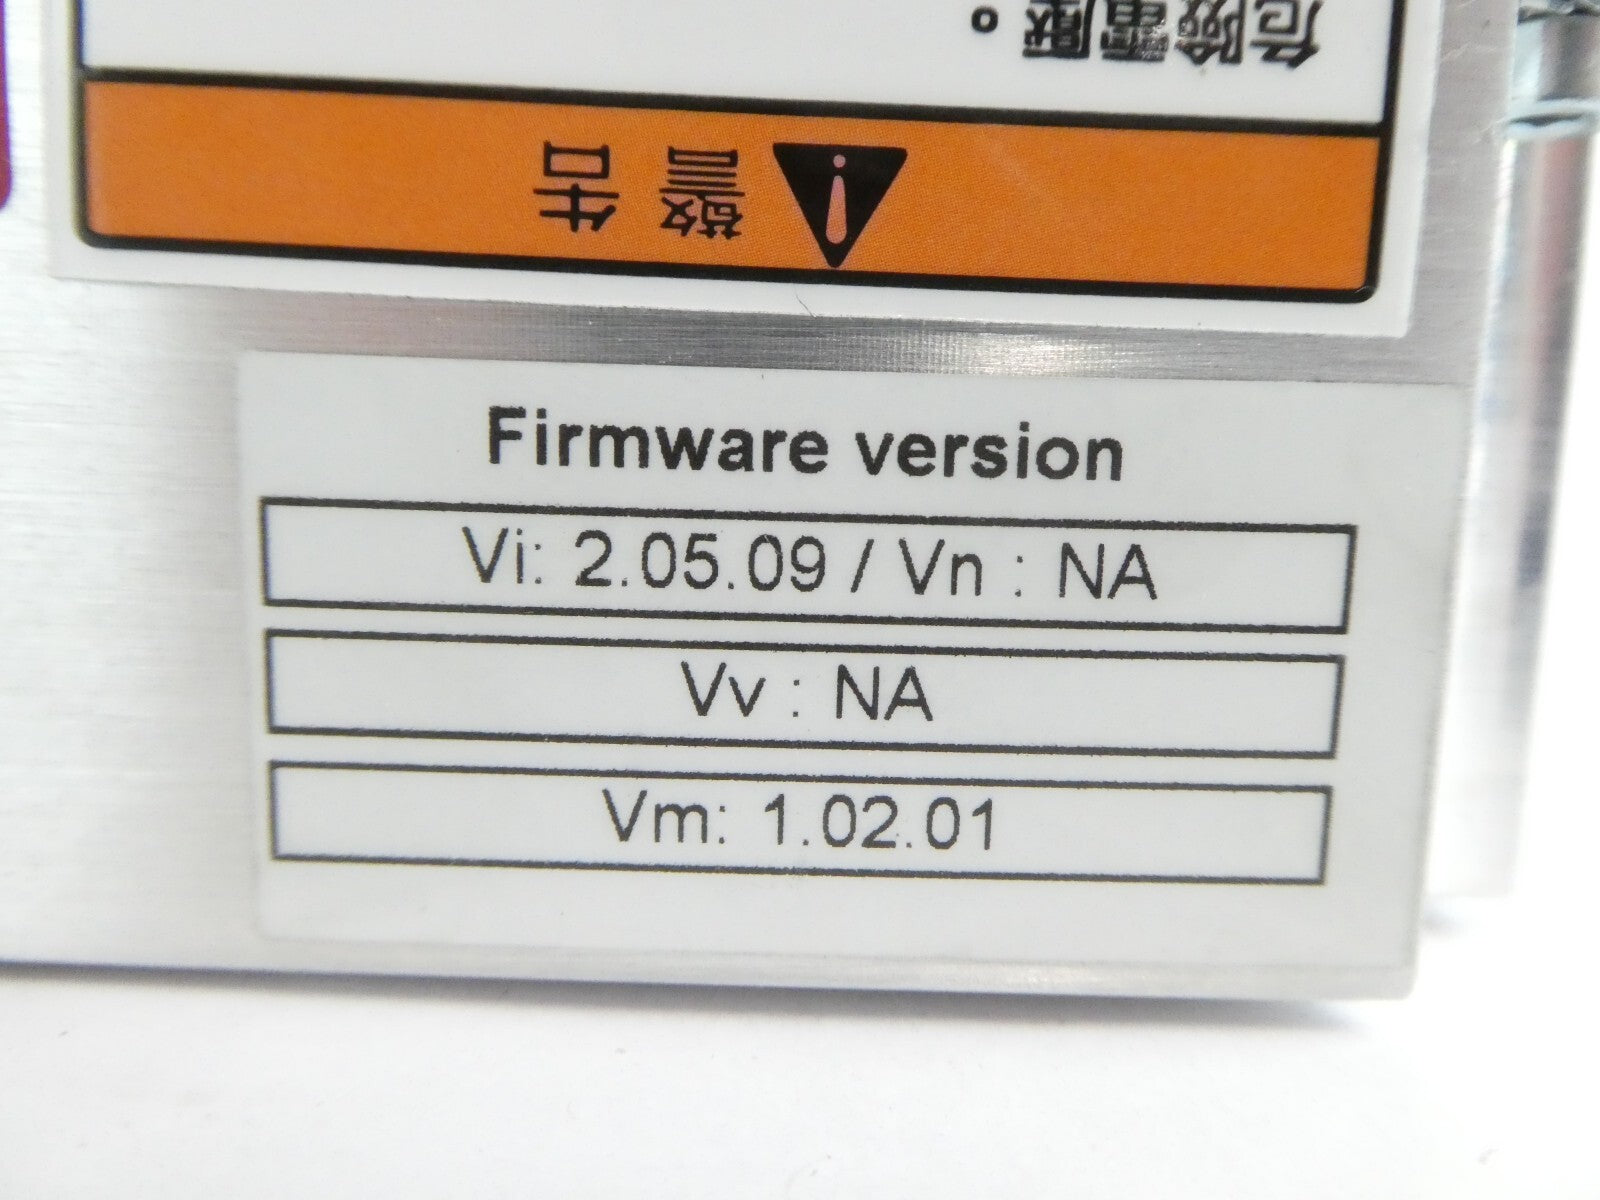 危險電壓。
警告
Firmware version
Vi: 2.05.09 / Vn : NA
Vv : NA
Vm: 1.02.01